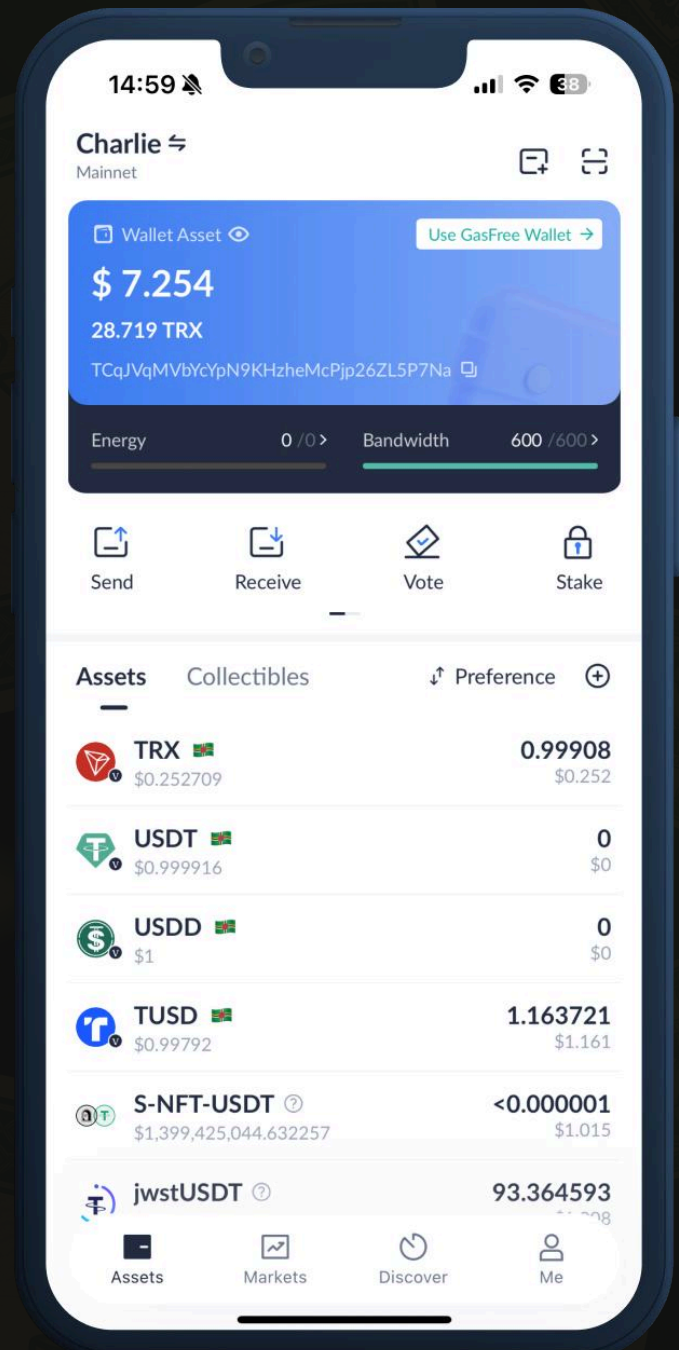 14:59
38
Charlie
Mainnet
Wallet Asset
Use GasFree Wallet →
$ 7.254
28.719 TRX
TCqJVqMVbYcYpN9KHzheMcPjp26ZL5P7Na
Energy 0 /0 >
Bandwidth 600 /600 >
Send
Receive
Vote
Stake
Assets
Collectibles
Preference
TRX 0.99908
$0.252709 $0.252
USDT 0
$0.999916 $0
USDD 0
$1 $0
TUSD 1.163721
$0.99792 $1.161
S-NFT-USDT <0.000001
$1,399,425,044.632257 $1.015
jwstUSDT 93.364593
Assets
Markets
Discover
Me